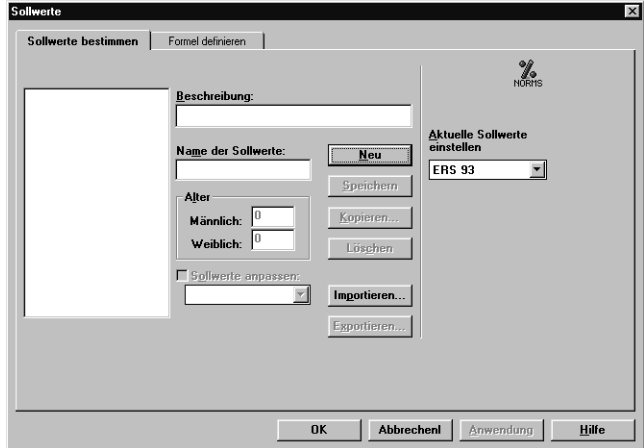 Sollwerte
Sollwerte bestimmen
Formel definieren
NORMS
Beschreibung:
Aktuelle Sollwerte
einstellen
Name der Sollwerte:
Neu
ERS 93
Speichern
Alter
Männlich: 0
Kopieren...
Weiblich: 0
Löschen
Sollwerte anpassen:
Importieren...
Exportieren...
OK
Abbrechenl
Anwendung
Hilfe